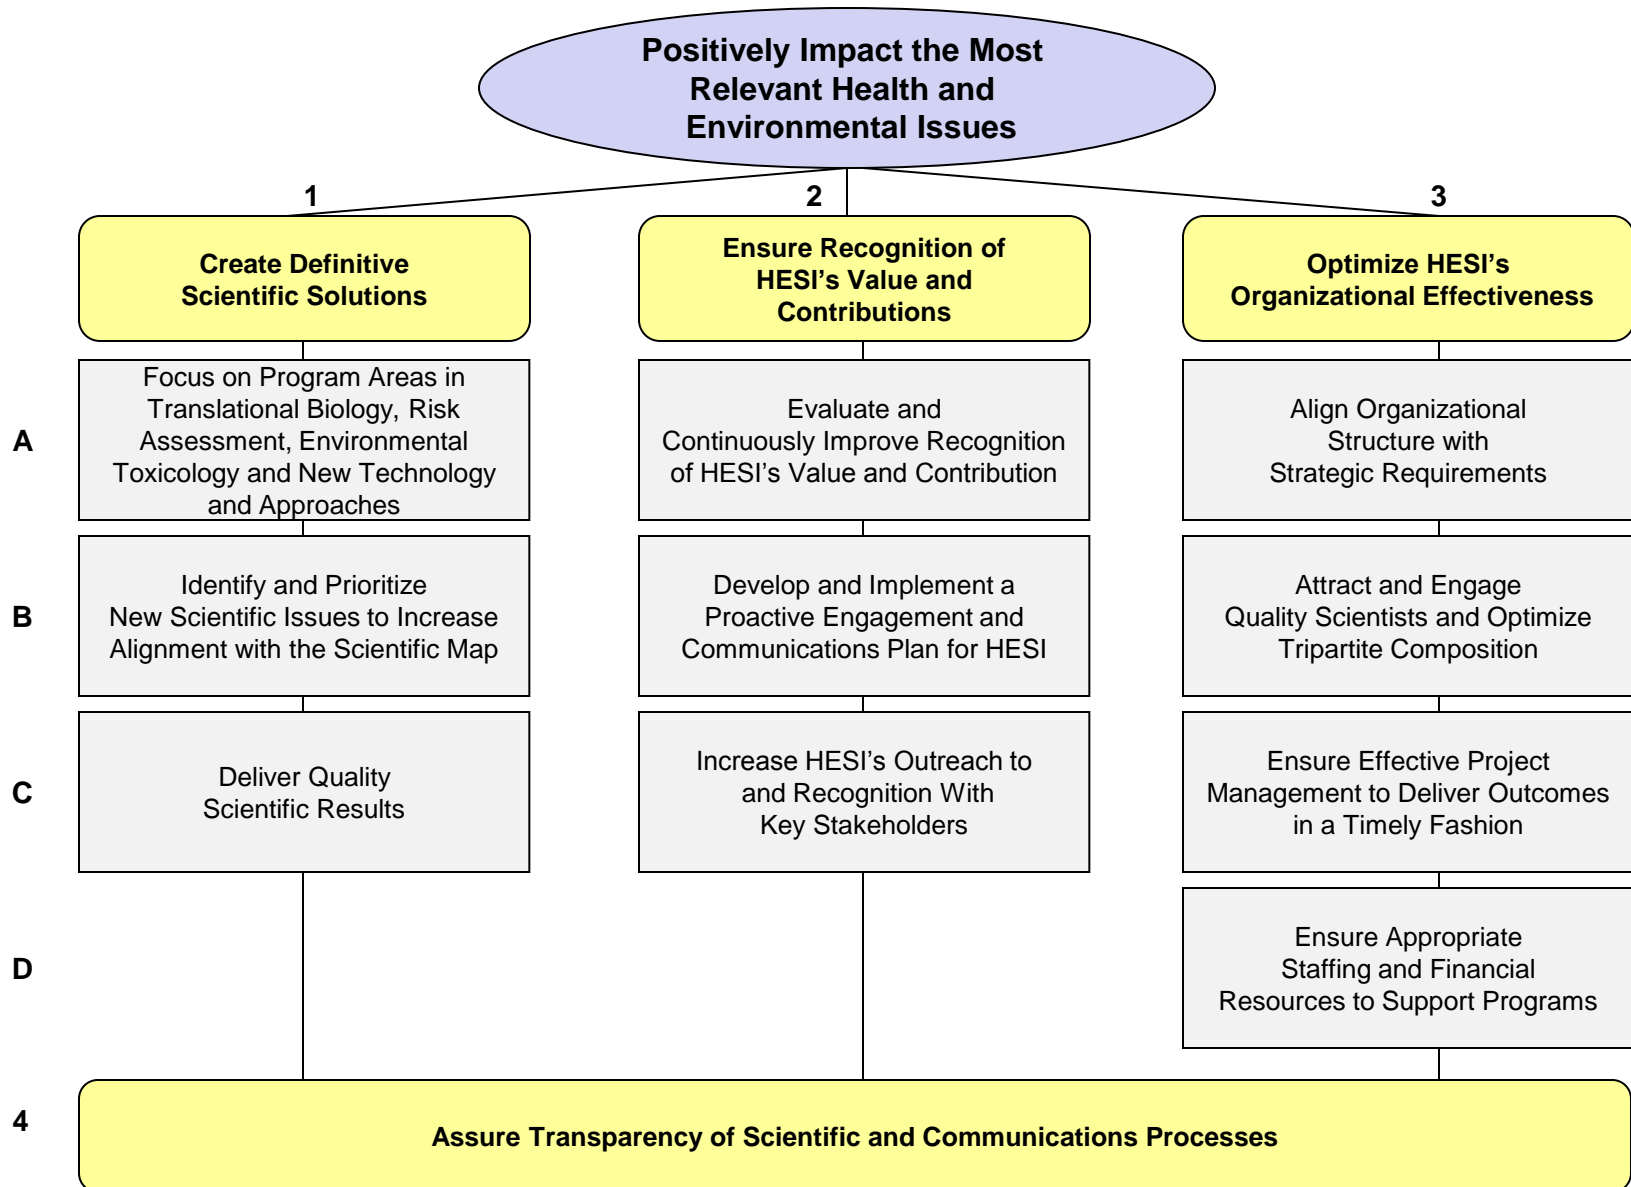 Positively Impact the Most
Relevant Health and
Environmental Issues
1
2
3
Create Definitive
Scientific Solutions
Ensure Recognition of
HESI’s Value and
Contributions
Optimize HESI’s
Organizational Effectiveness
A
Focus on Program Areas in
Translational Biology, Risk
Assessment, Environmental
Toxicology and New Technology
and Approaches
Evaluate and
Continuously Improve Recognition
of HESI’s Value and Contribution
Align Organizational
Structure with
Strategic Requirements
B
Identify and Prioritize
New Scientific Issues to Increase
Alignment with the Scientific Map
Develop and Implement a
Proactive Engagement and
Communications Plan for HESI
Attract and Engage
Quality Scientists and Optimize
Tripartite Composition
C
Deliver Quality
Scientific Results
Increase HESI’s Outreach to
and Recognition With
Key Stakeholders
Ensure Effective Project
Management to Deliver Outcomes
in a Timely Fashion
D
Ensure Appropriate
Staffing and Financial
Resources to Support Programs
4
Assure Transparency of Scientific and Communications Processes